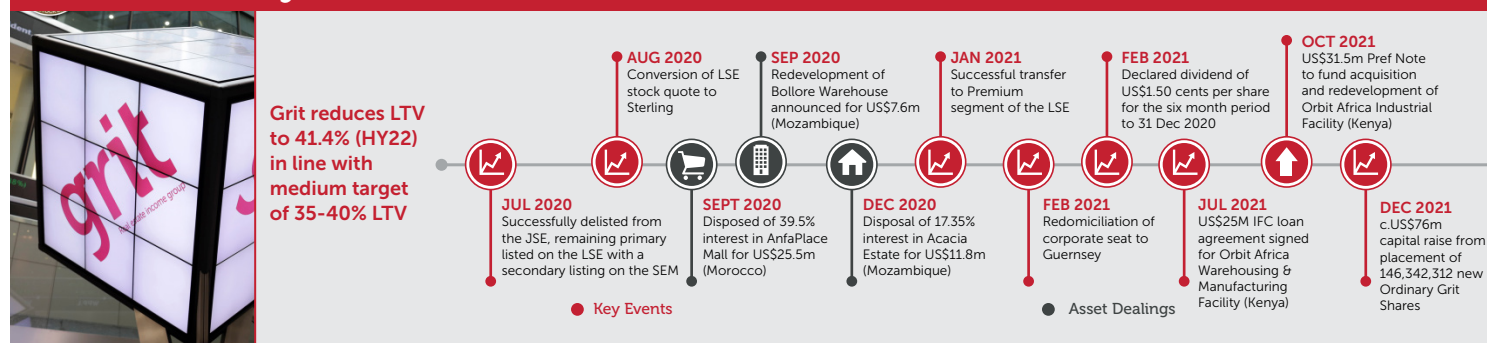 grit
real estate income group
Grit reduces LTV
to 41.4% (HY22)
in line with
medium target
of 35-40% LTV
JUL 2020
Successfully delisted from
the JSE, remaining primary
listed on the LSE with a
secondary listing on the SEM
AUG 2020
Conversion of LSE
stock quote to
Sterling
SEPT 2020
Disposed of 39.5%
interest in AnfaPlace
Mall for US$25.5m
(Morocco)
SEP 2020
Redevelopment of
Bollore Warehouse
announced for US$7.6m
(Mozambique)
DEC 2020
Disposal of 17.35%
interest in Acacia
Estate for US$11.8m
(Mozambique)
JAN 2021
Successful transfer
to Premium
segment of the LSE
FEB 2021
Redomiciliation of
corporate seat to
Guernsey
FEB 2021
Declared dividend of
US$1.50 cents per share
for the six month period
to 31 Dec 2020
JUL 2021
US$25M IFC loan
agreement signed
for Orbit Africa
Warehousing &
Manufacturing
Facility (Kenya)
OCT 2021
US$31.5m Pref Note
to fund acquisition
and redevelopment of
Orbit Africa Industrial
Facility (Kenya)
DEC 2021
c.US$76m
capital raise from
placement of
146,342,312 new
Ordinary Grit
Shares
Key Events
Asset Dealings